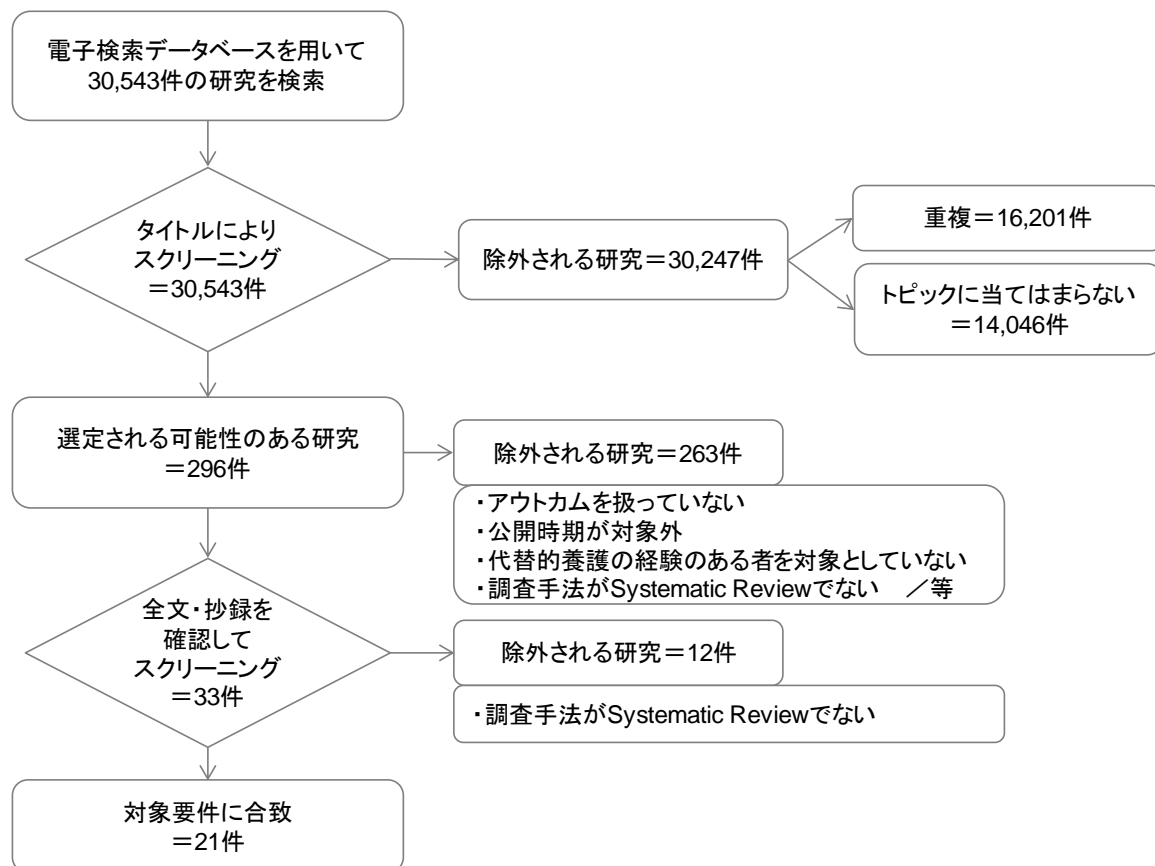 電子検索データベースを用いて
30,543件の研究を検索
タイトルにより
スクリーニング
＝30,543件
除外される研究＝30,247件
重複＝16,201件
トピックに当てはまらない
＝14,046件
選定される可能性のある研究
＝296件
除外される研究＝263件
・アウトカムを扱っていない
・公開時期が対象外
・代替的養護の経験のある者を対象としていない
・調査手法がSystematic Reviewでない　／等
全文・抄録を
確認して
スクリーニング
＝33件
除外される研究＝12件
・調査手法がSystematic Reviewでない
対象要件に合致
＝21件